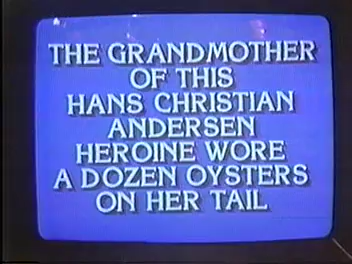 THE GRANDMOTHER
OF THIS
HANS CHRISTIAN
ANDERSEN
HEROINE WORE
A DOZEN OYSTERS
ON HER TAIL